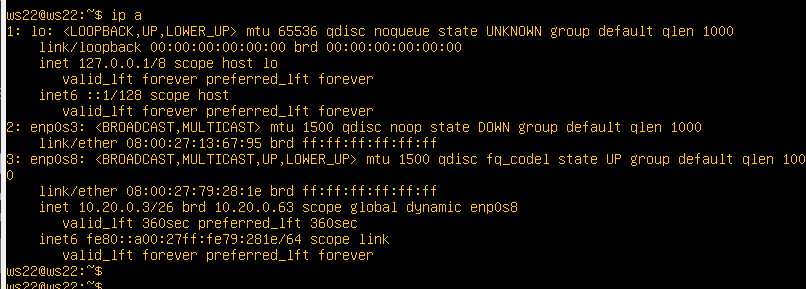 ws22@ws22:~$ ip a
1: lo: <LOOPBACK,UP,LOWER_UP> mtu 65536 qdisc noqueue state UNKNOWN group default qlen 1000
    link/loopback 00:00:00:00:00:00 brd 00:00:00:00:00:00
    inet 127.0.0.1/8 scope host lo
       valid_lft forever preferred_lft forever
    inet6 ::1/128 scope host
       valid_lft forever preferred_lft forever
2: enp0s3: <BROADCAST,MULTICAST> mtu 1500 qdisc noop state DOWN group default qlen 1000
    link/ether 08:00:27:13:67:95 brd ff:ff:ff:ff:ff:ff
3: enp0s8: <BROADCAST,MULTICAST,UP,LOWER_UP> mtu 1500 qdisc fq_codel state UP group default qlen 100
0
    link/ether 08:00:27:79:28:1e brd ff:ff:ff:ff:ff:ff
    inet 10.20.0.3/26 brd 10.20.0.63 scope global dynamic enp0s8
       valid_lft 360sec preferred_lft 360sec
    inet6 fe80::a00:27ff:fe79:281e/64 scope link
       valid_lft forever preferred_lft forever
ws22@ws22:~$
ws22@ws22:~$